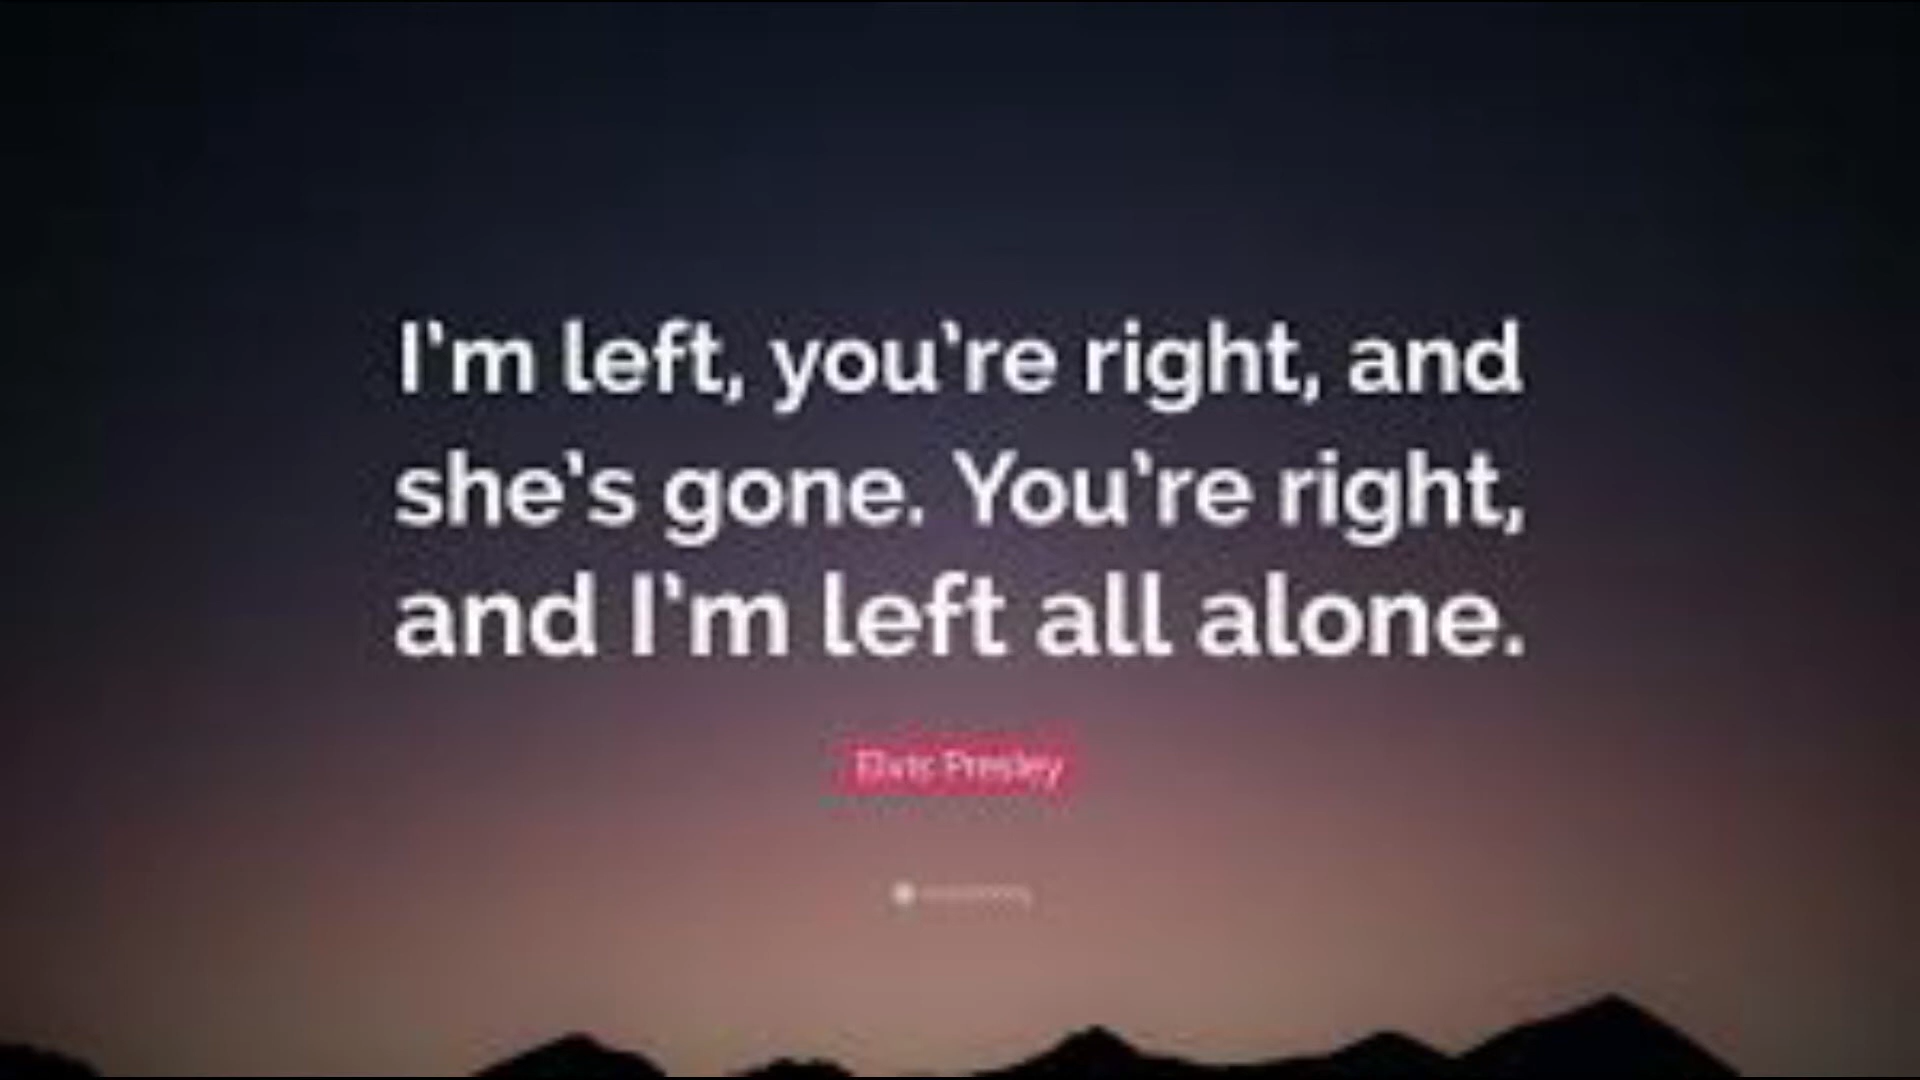 I'm left, you're right, and
she's gone. You're right,
and I'm left all alone.
Elvis Presley